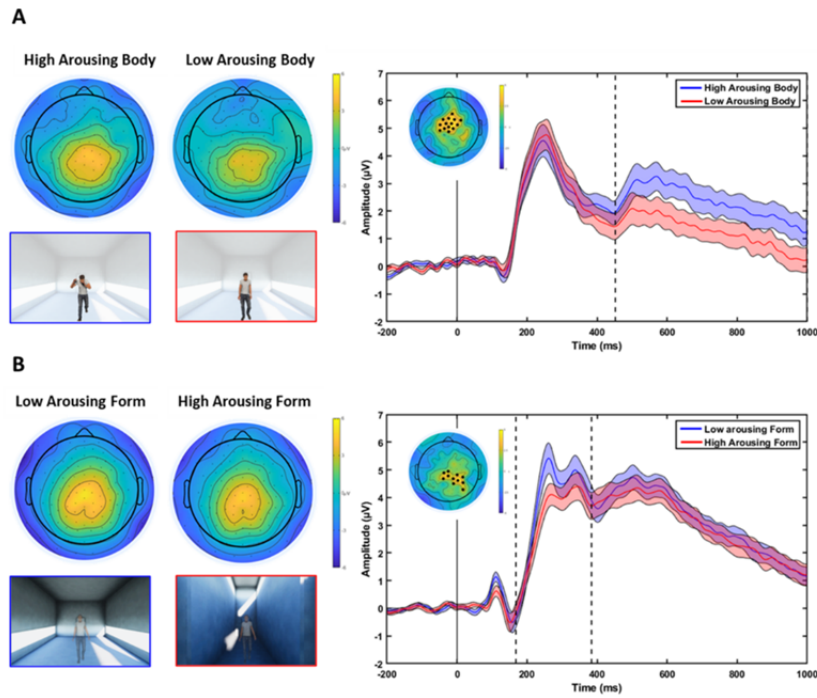 A
High Arousing Body
Low Arousing Body
High Arousing Body
Low Arousing Body
Amplitude (µV)
7
6
5
4
3
2
1
0
-1
-2
-200
0
200
400
600
800
1000
Time (ms)
B
Low Arousing Form
High Arousing Form
Low arousing Form
High Arousing Form
Amplitude (µV)
7
6
5
4
3
2
1
0
-1
-2
-200
0
200
400
600
800
1000
Time (ms)